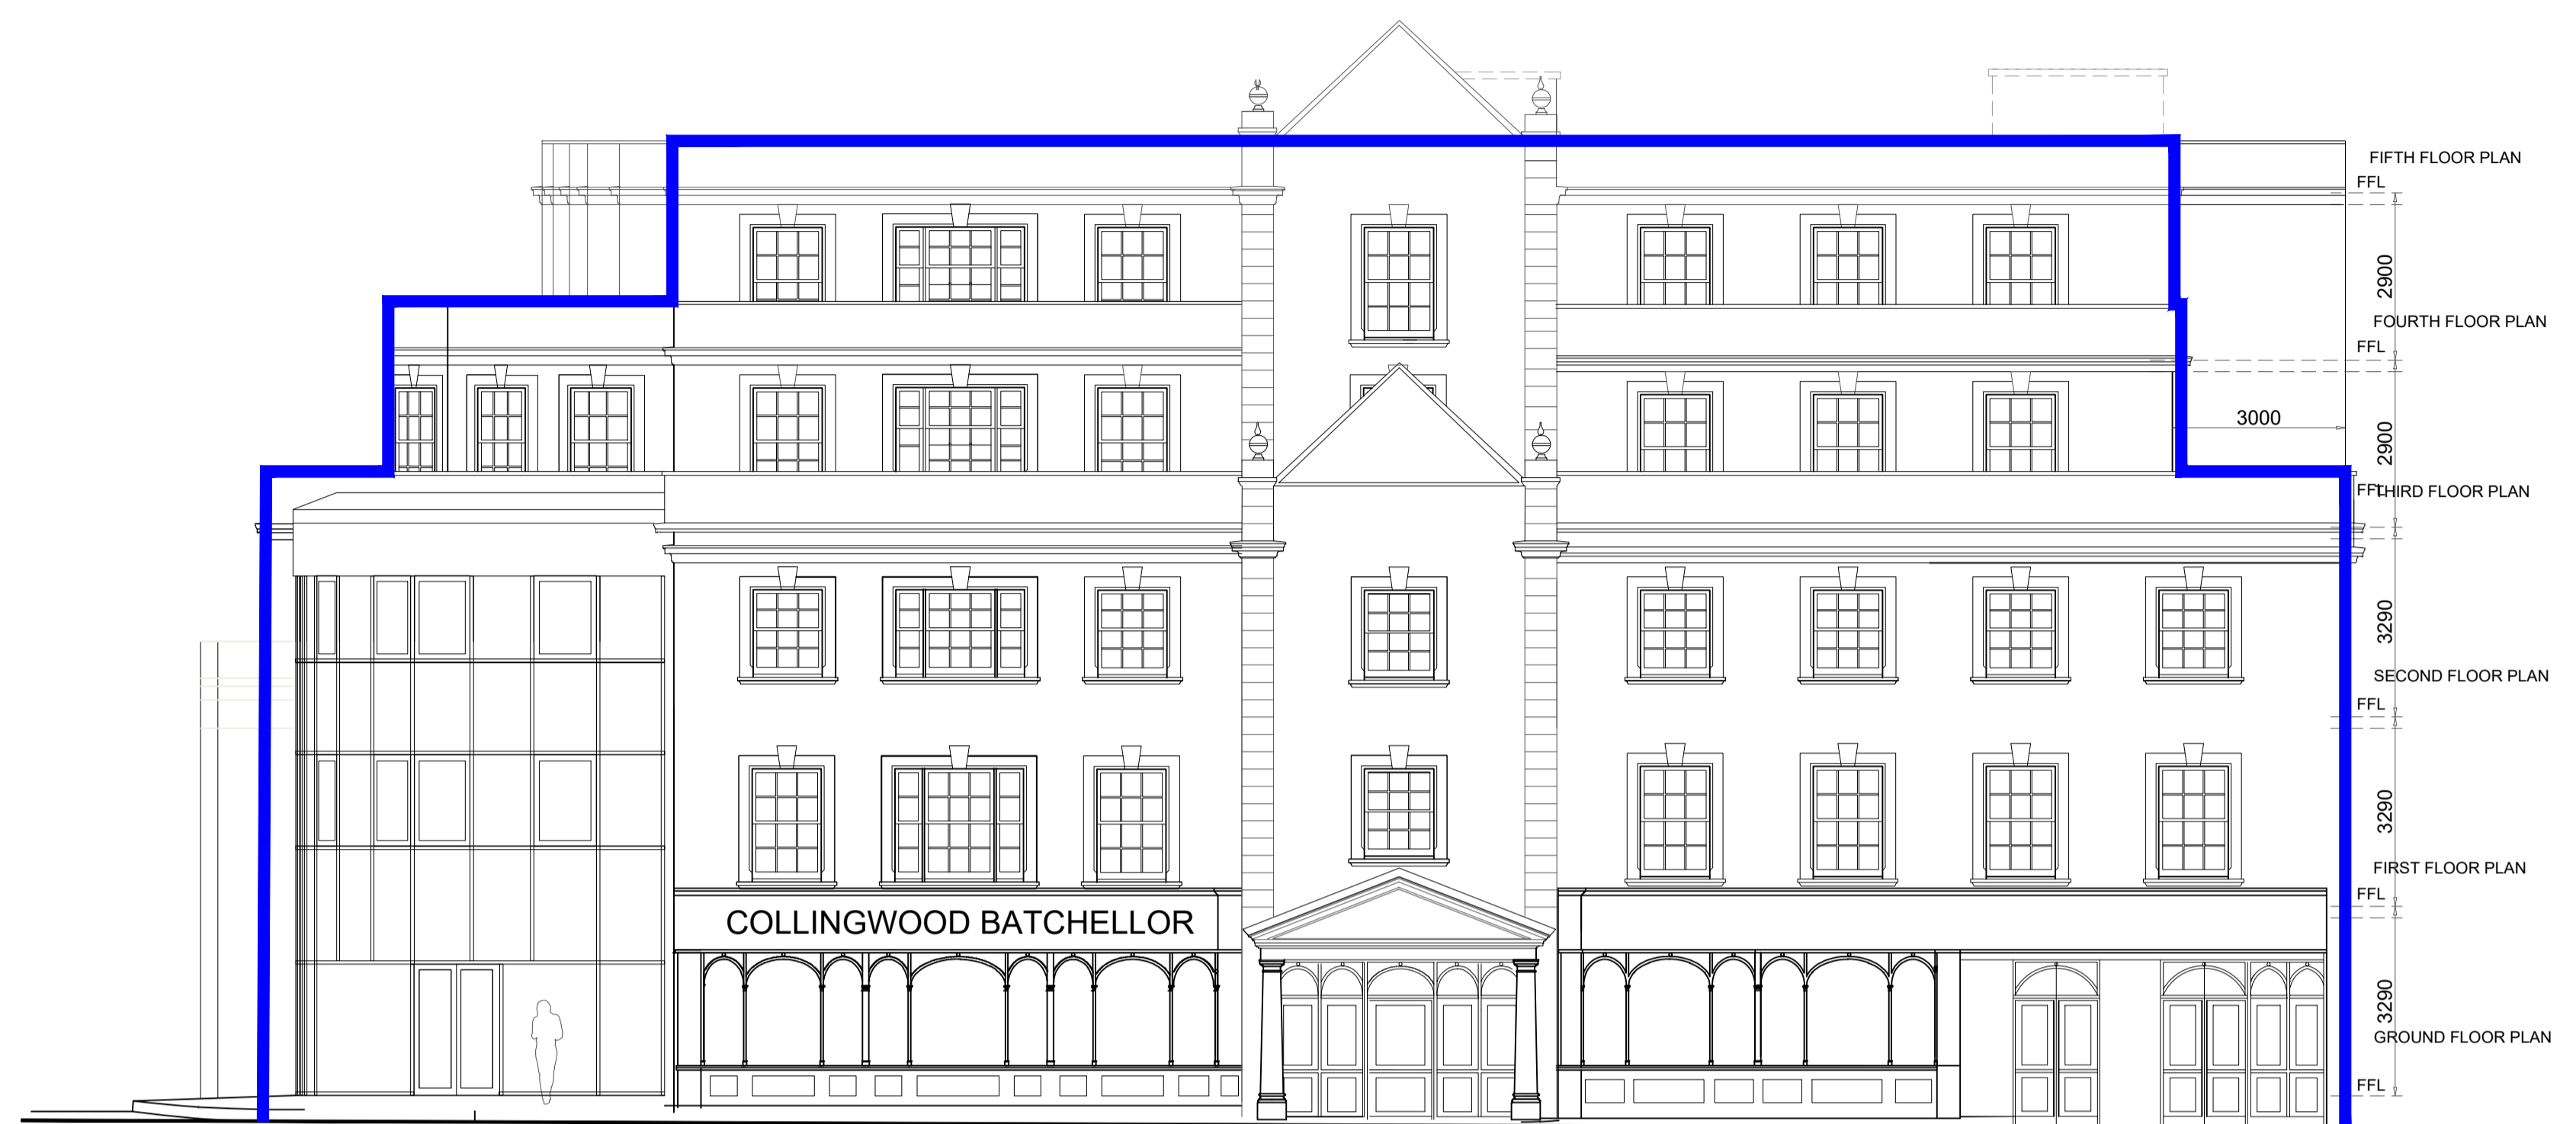 FIFTH FLOOR PLAN
FFL
2900
FOURTH FLOOR PLAN
FFL
3000
2900
FFL
THIRD FLOOR PLAN
3290
SECOND FLOOR PLAN
FFL
3290
FIRST FLOOR PLAN
FFL
COLLINGWOOD BATCHELLOR
3290
GROUND FLOOR PLAN
FFL